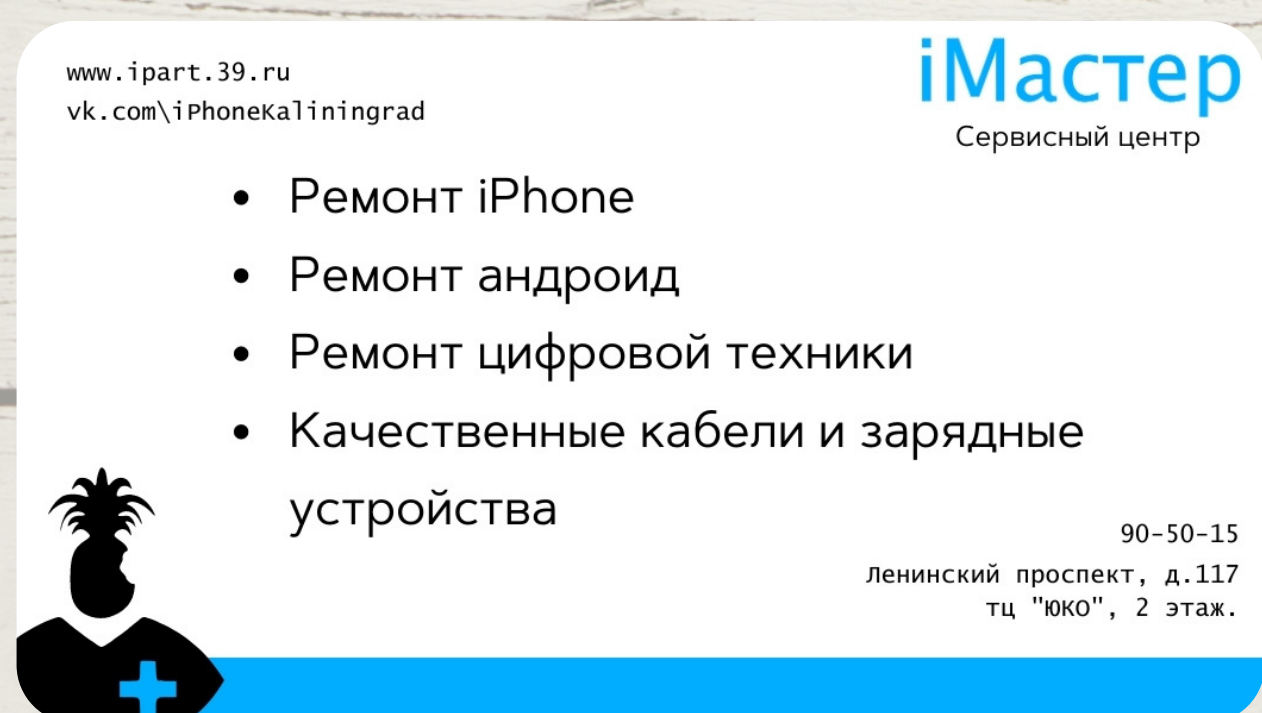 www.ipart.39.ru
vk.com\iPhoneKaliningrad
iМастер
Сервисный центр
• Ремонт iPhone
• Ремонт андроид
• Ремонт цифровой техники
• Качественные кабели и зарядные
устройства
90-50-15
Ленинский проспект, д.117
тц "ЮКО", 2 этаж.